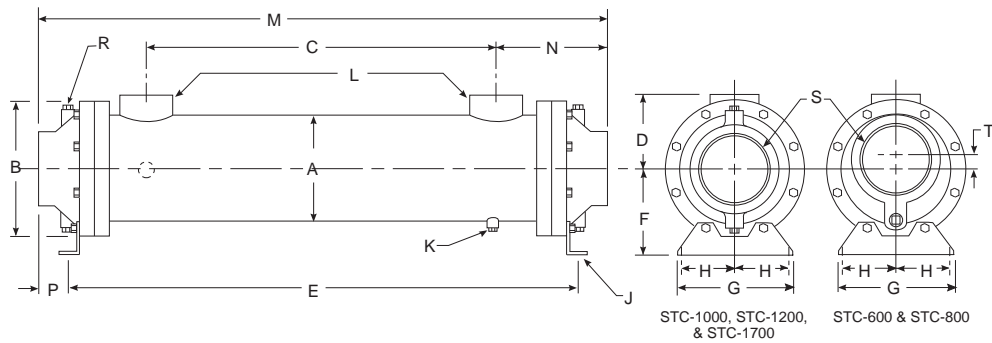 M
R
C
N
L
S
D
T
B
A
F
K
H
H
H
H
P
E
J
G
G
STC-1000, STC-1200,
& STC-1700
STC-600 & STC-800